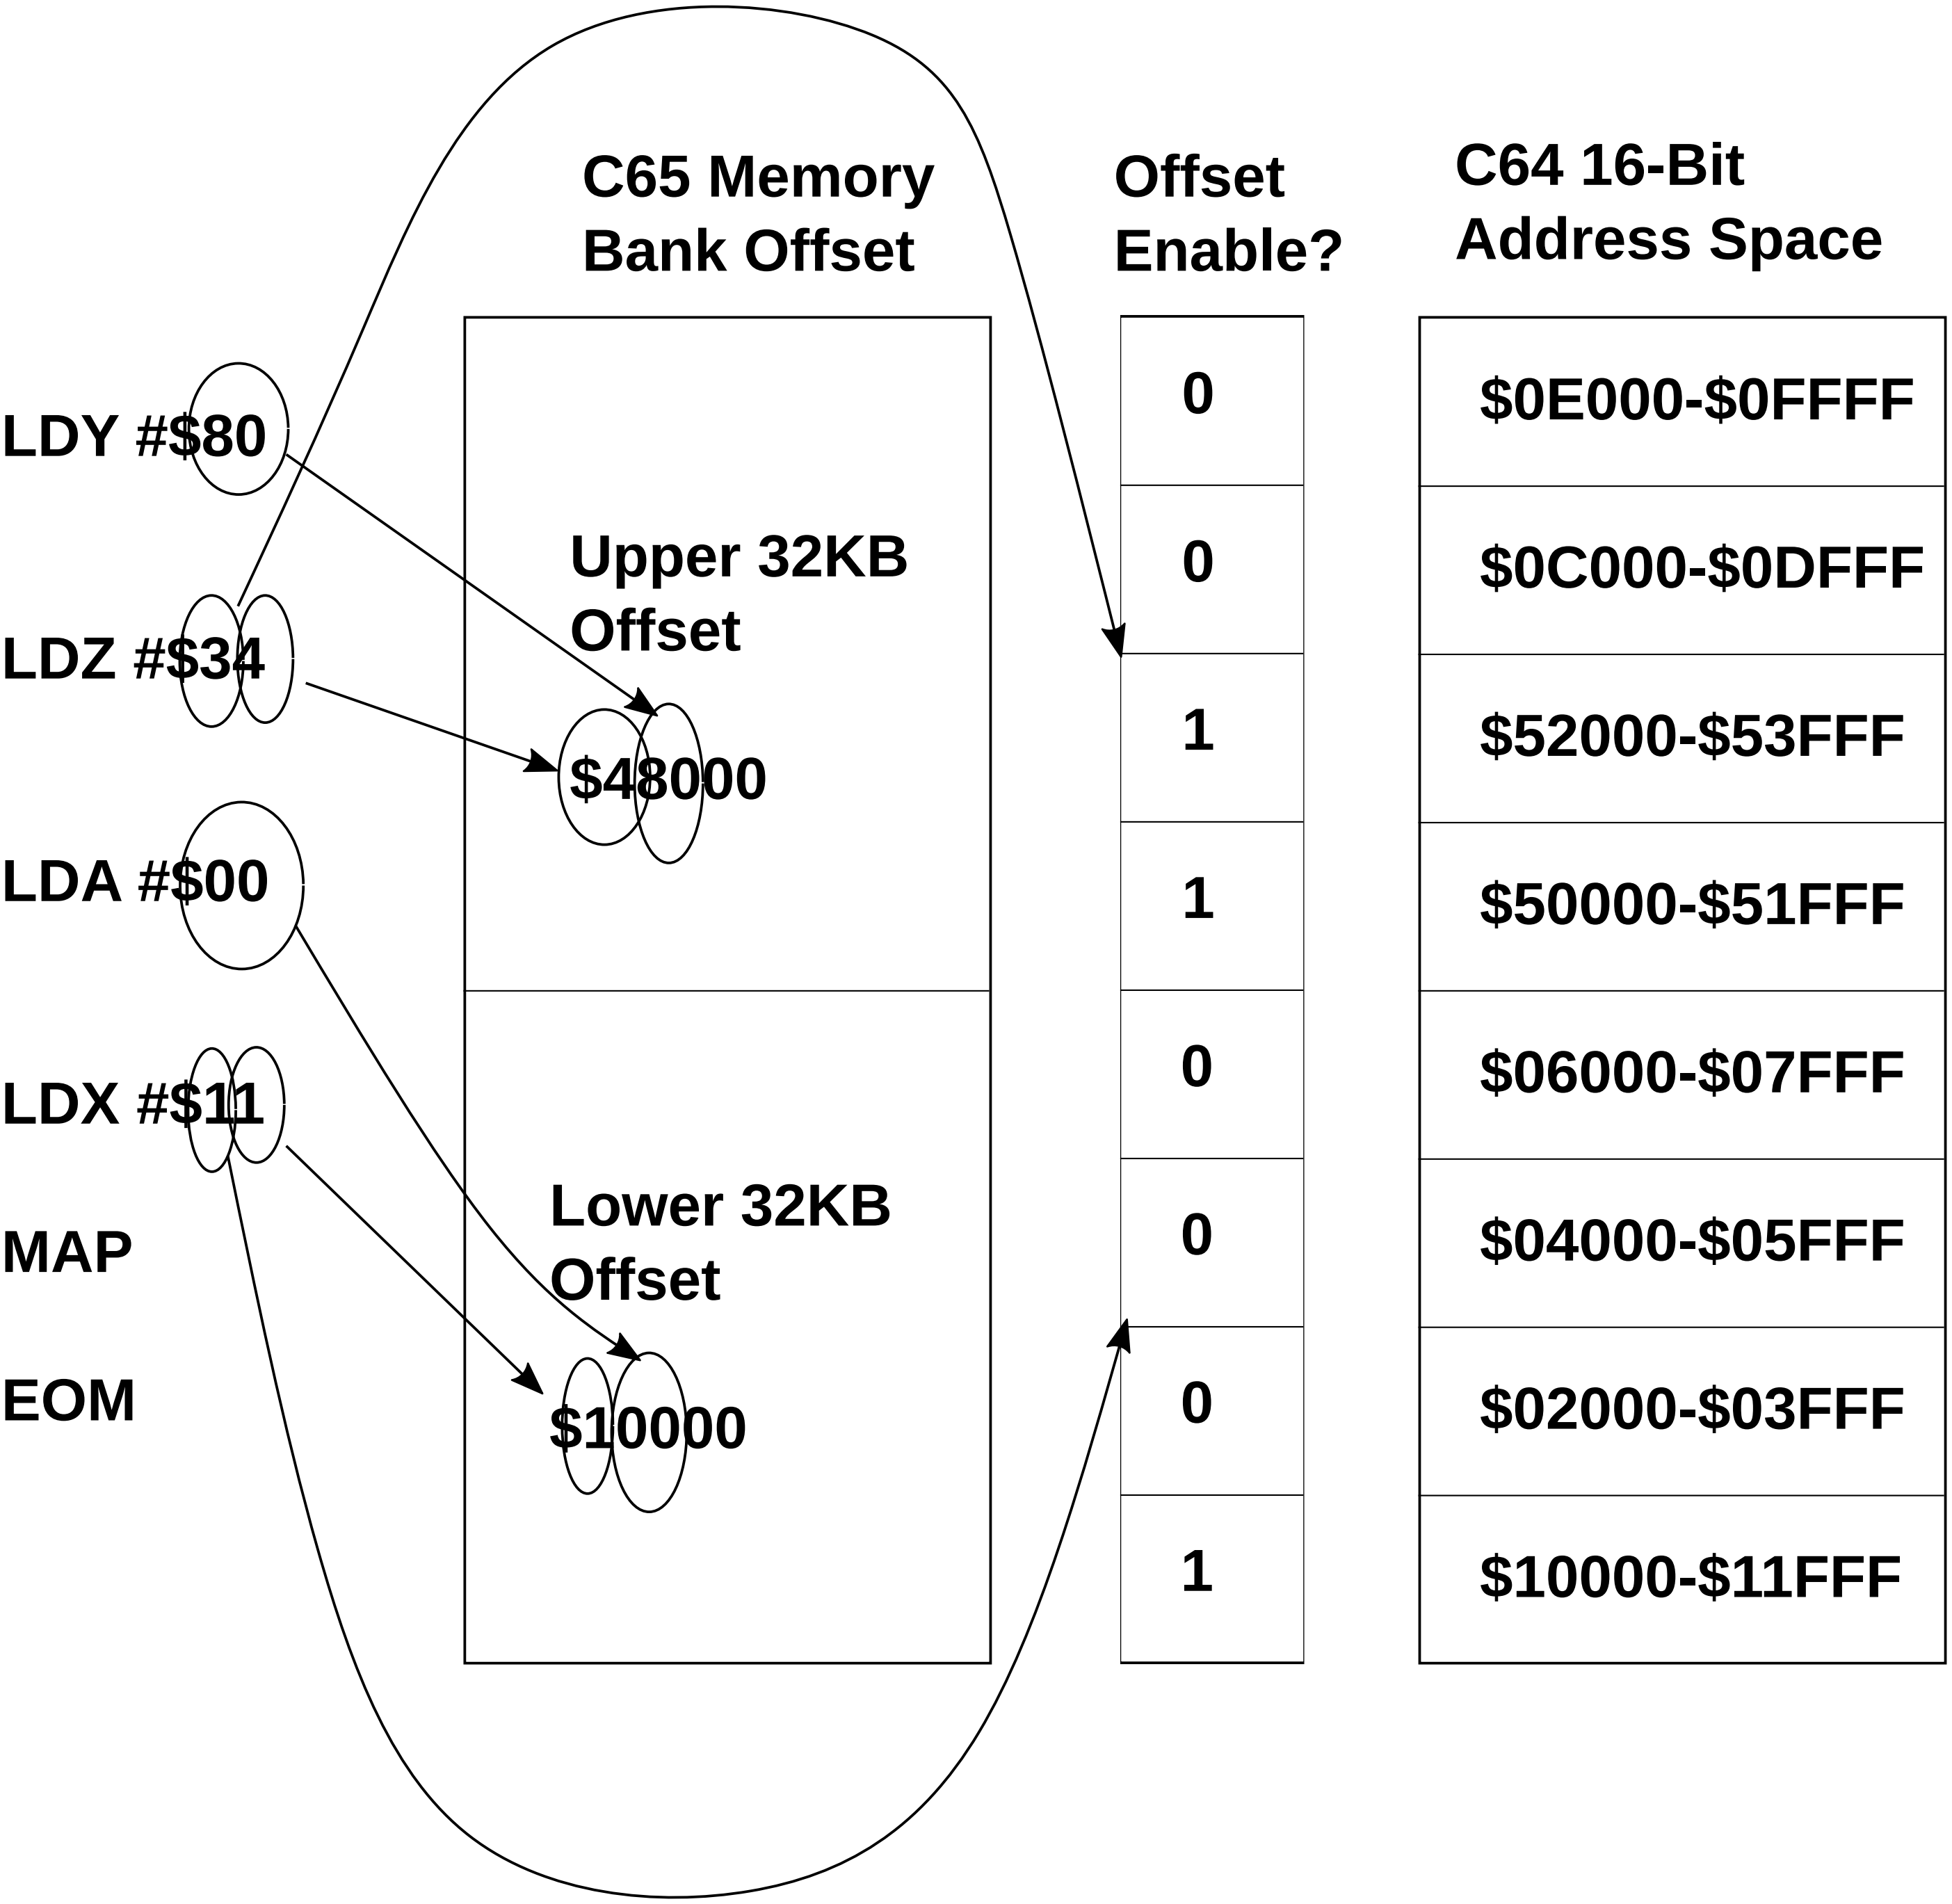 C65 Memory
Bank Offset
Offset
Enable?
C64 16-Bit
Address Space
LDY #$80
LDZ #$34
LDA #$00
LDX #$11
MAP
EOM
Upper 32KB
Offset
$48000
Lower 32KB
Offset
$10000
0
0
1
1
0
0
0
1
$0E000-$0FFFF
$0C000-$0DFFF
$52000-$53FFF
$50000-$51FFF
$06000-$07FFF
$04000-$05FFF
$02000-$03FFF
$10000-$11FFF